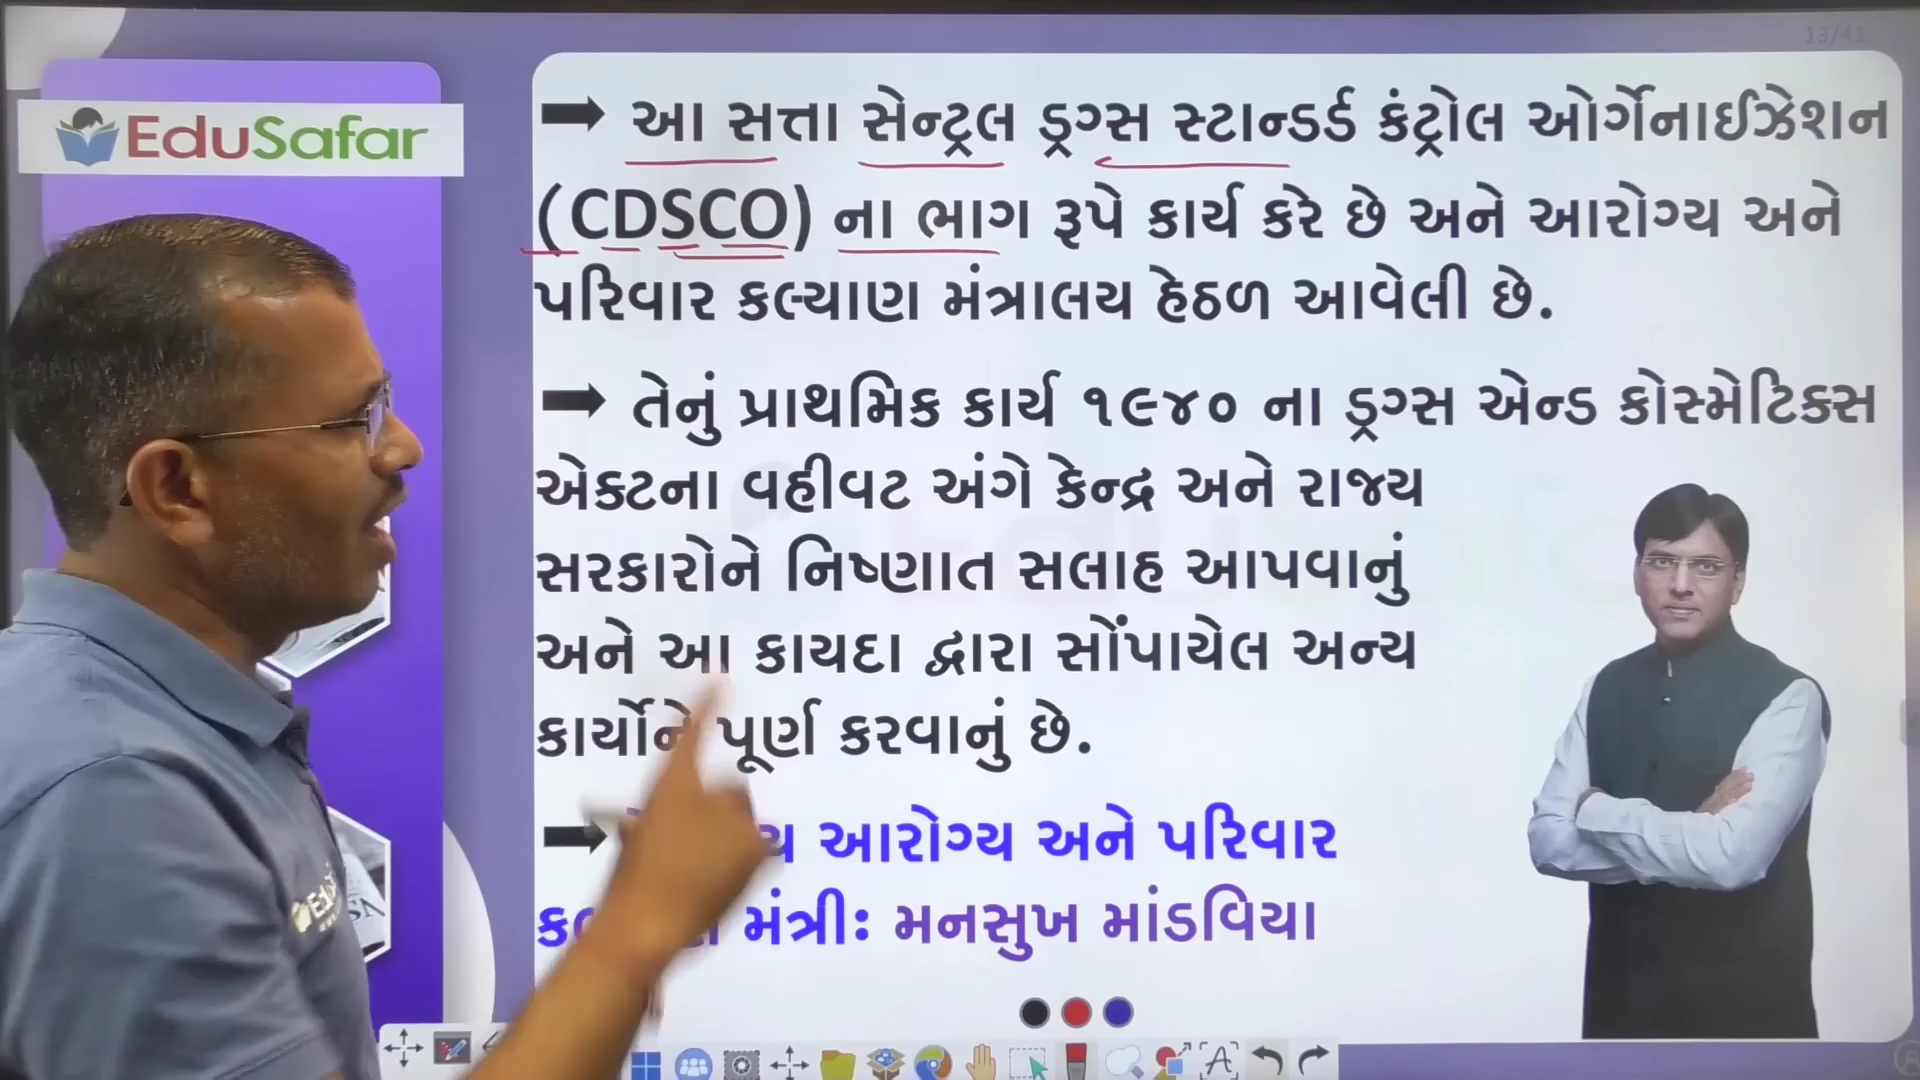 13/41
EduSafar
➡ આ સત્તા સેન્ટ્રલ ડ્રગ્સ સ્ટાન્ડર્ડ કંટ્રોલ ઓર્ગેનાઈઝેશન
(CDSCO) ના ભાગ રૂપે કાર્ય કરે છે અને આરોગ્ય અને
પરિવાર કલ્યાણ મંત્રાલય હેઠળ આવેલી છે.
➡ તેનું પ્રાથમિક કાર્ય ૧૯૪૦ ના ડ્રગ્સ એન્ડ કોસ્મેટિક્સ
એક્ટના વહીવટ અંગે કેન્દ્ર અને રાજ્ય
સરકારોને નિષ્ણાત સલાહ આપવાનું
અને આ કાયદા દ્વારા સોંપાયેલ અન્ય
કાર્યોને પૂર્ણ કરવાનું છે.
➡ આરોગ્ય અને પરિવાર
મંત્રીઃ મનસુખ માંડવિયા